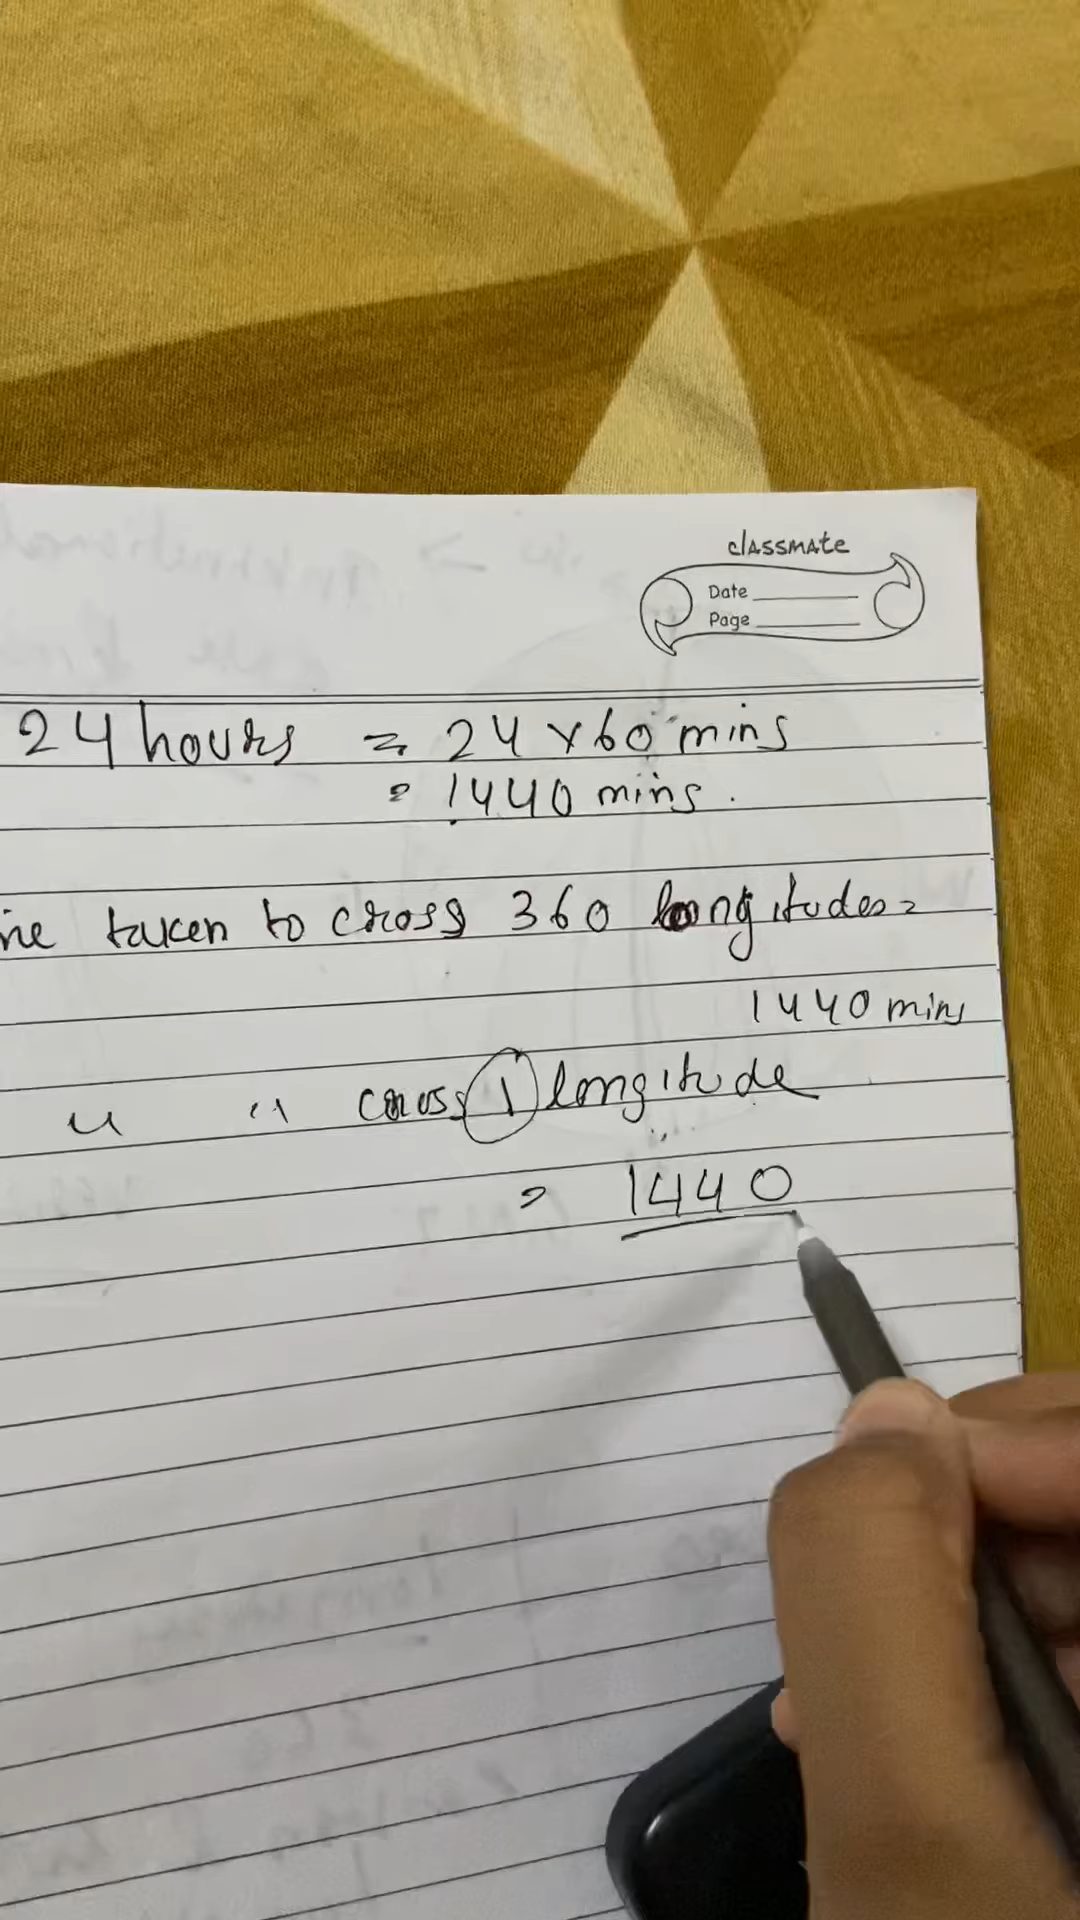 classmate
Date
Page
24 hours = 24 x 60 mins
= 1440 mins.
taken to cross 360 longitudes =
1440 mins
" " cross 1 longitude
= 1440